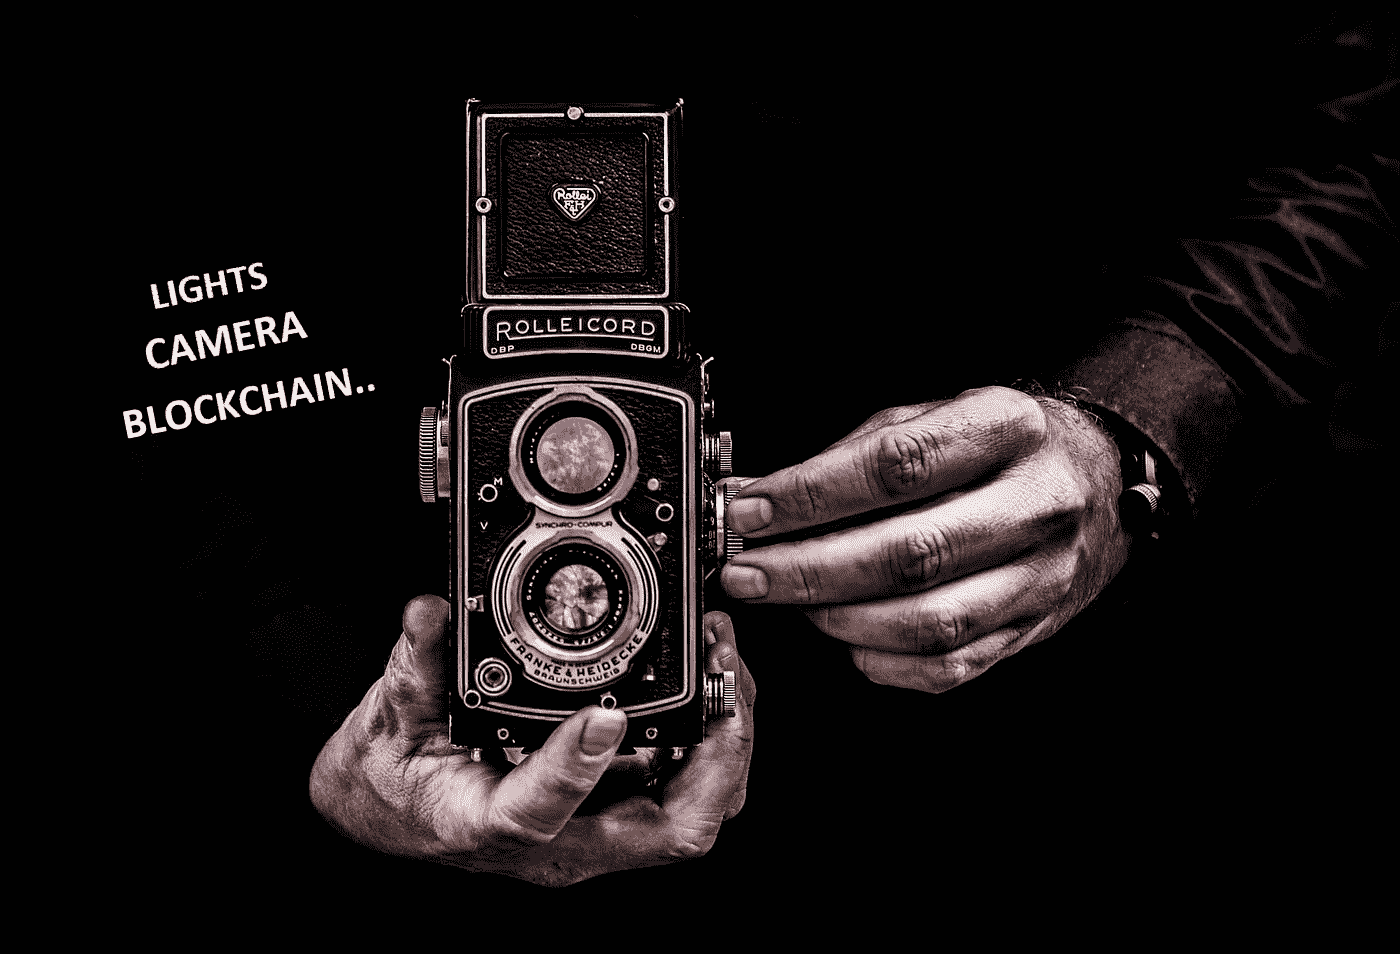 LIGHTS
CAMERA
BLOCKCHAIN..
Rollei
F&H
ROLLEICORD
DBP DBGM
M
V
SYNCHRO-COMPUR
FRANKE & HEIDECKE
BRAUNSCHWEIG